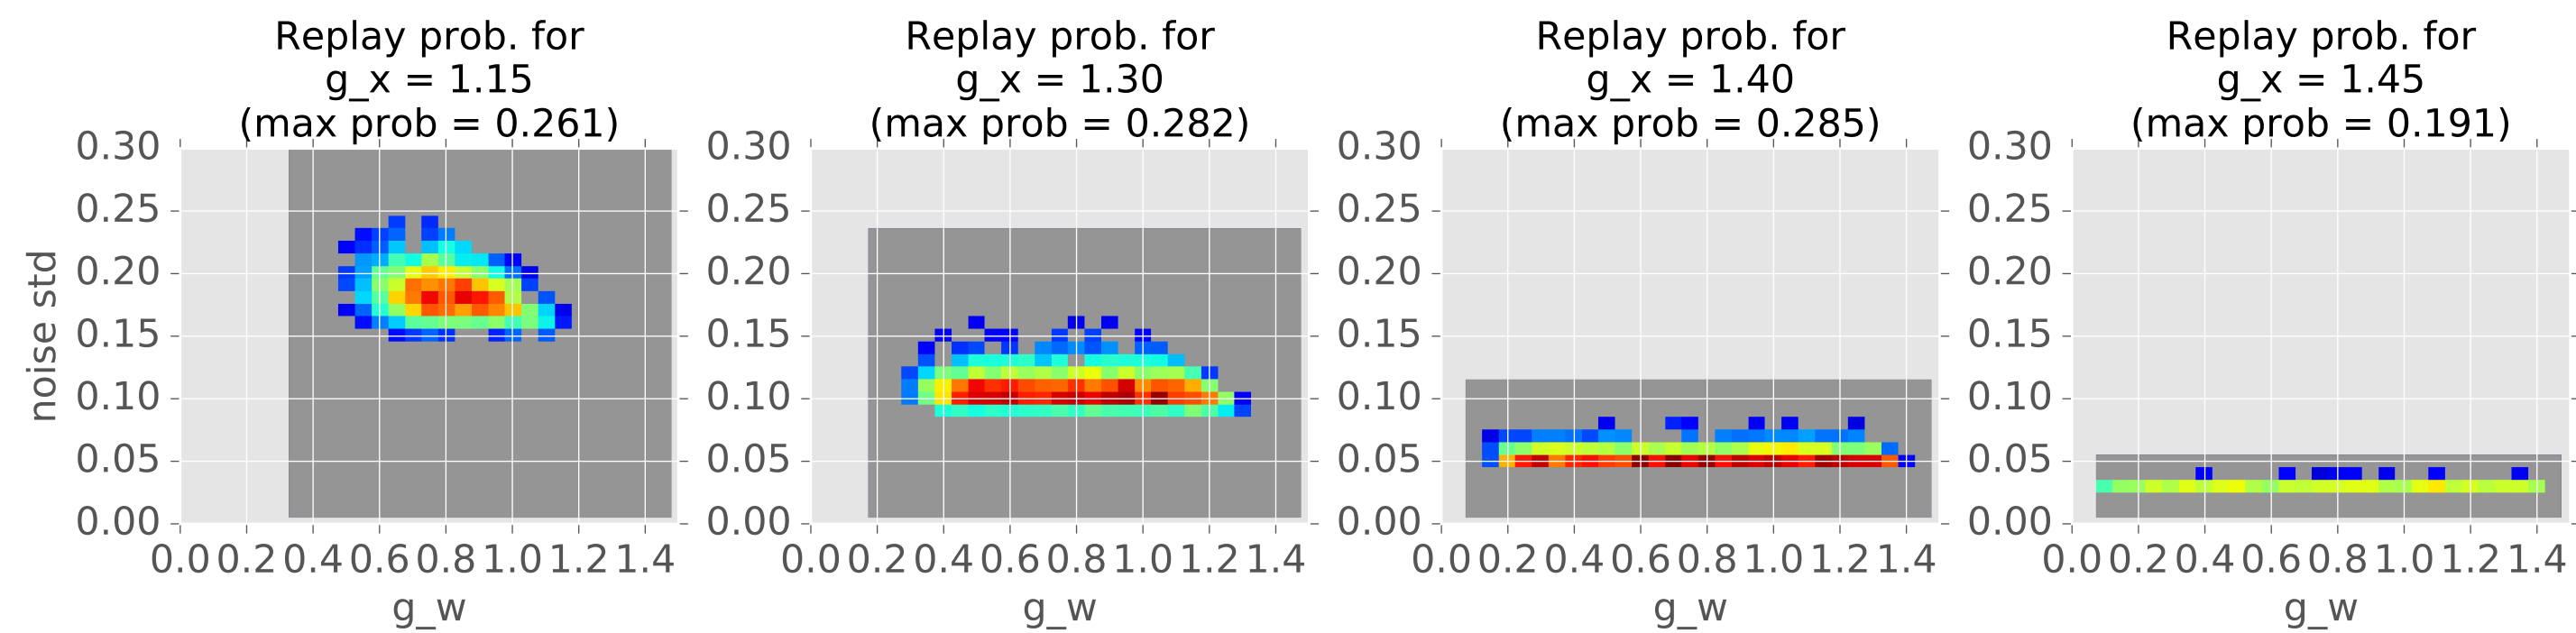 Replay prob. for
g_x = 1.15
(max prob = 0.261)
Replay prob. for
g_x = 1.30
(max prob = 0.282)
Replay prob. for
g_x = 1.40
(max prob = 0.285)
Replay prob. for
g_x = 1.45
(max prob = 0.191)
noise std
0.30
0.25
0.20
0.15
0.10
0.05
0.00
0.0 0.2 0.4 0.6 0.8 1.0 1.2 1.4
g_w
0.30
0.25
0.20
0.15
0.10
0.05
0.00
0.0 0.2 0.4 0.6 0.8 1.0 1.2 1.4
g_w
0.30
0.25
0.20
0.15
0.10
0.05
0.00
0.0 0.2 0.4 0.6 0.8 1.0 1.2 1.4
g_w
0.30
0.25
0.20
0.15
0.10
0.05
0.00
0.0 0.2 0.4 0.6 0.8 1.0 1.2 1.4
g_w